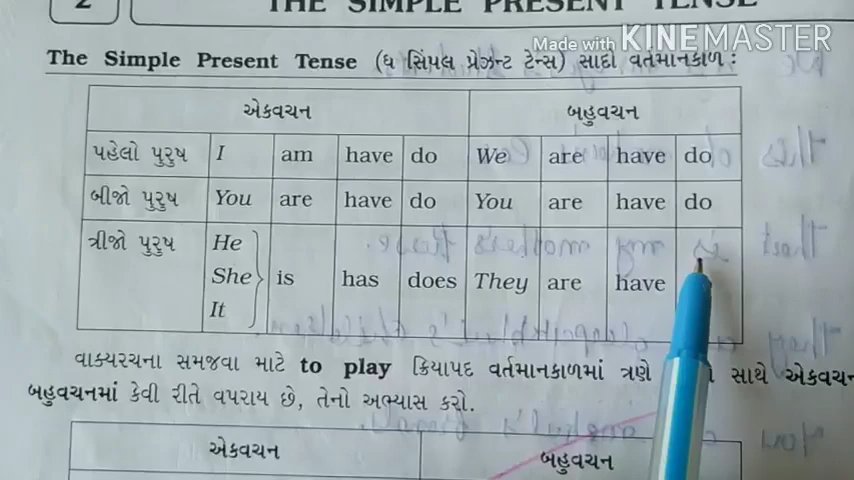 2
THE SIMPLE PRESENT TENSE
Made with KINEMASTER
The Simple Present Tense (ધ સિંપલ પ્રેઝન્ટ ટેન્સ) સાદો વર્તમાનકાળ :
એકવચન બહુવચન
પહેલો પુરુષ I am have do We are have do
બીજો પુરુષ You are have do You are have do
ત્રીજો પુરુષ He
She is has does They are have
It
વાક્યરચના સમજવા માટે to play ક્રિયાપદ વર્તમાનકાળમાં ત્રણે સાથે એકવચન
બહુવચનમાં કેવી રીતે વપરાય છે, તેનો અભ્યાસ કરો.
એકવચન બહુવચન